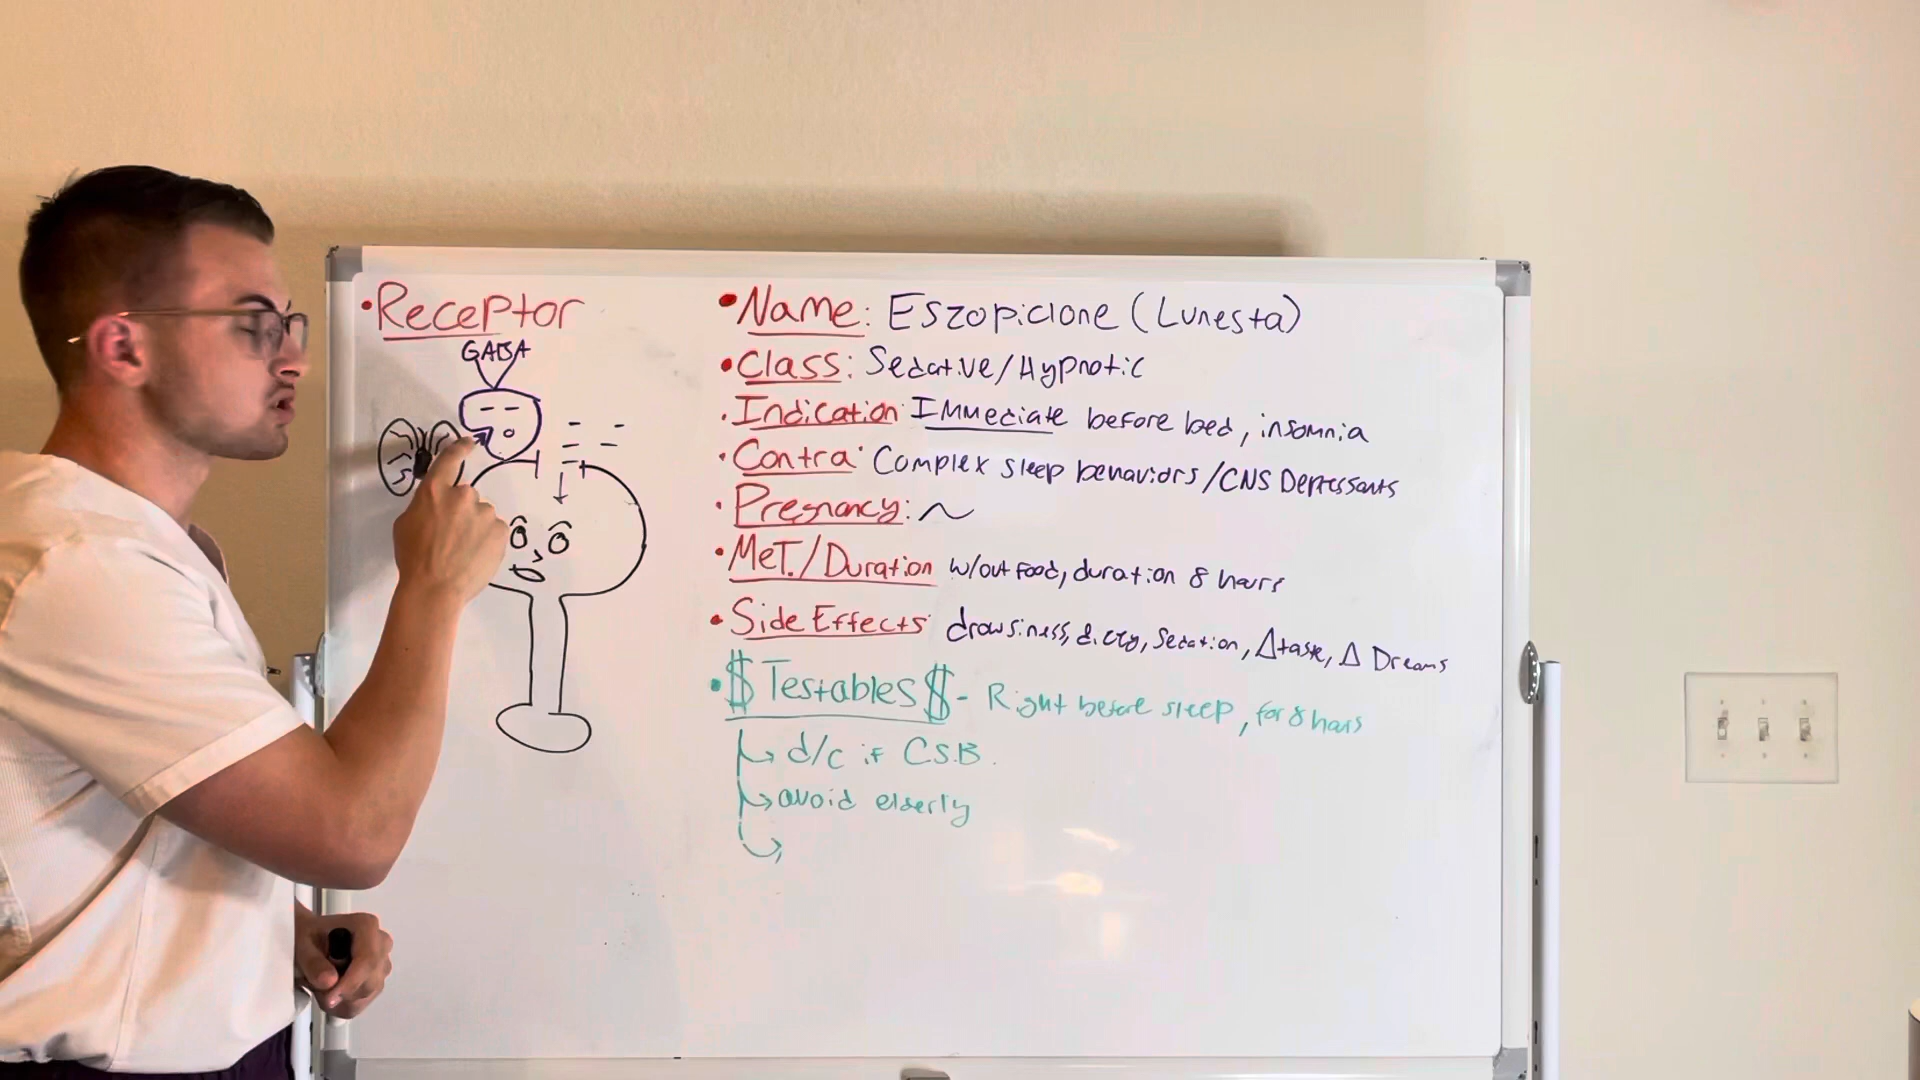 •Receptor
GABA
•Name: Eszopiclone (Lunesta)
•Class: Sedative/Hypnotic
•Indication: Immediate before bed, insomnia
•Contra: Complex sleep behaviors/CNS Depressants
•Pregnancy: ~
•Met./Duration w/out food, duration 8 hours
•Side Effects: drowsiness, dizzy, Sedation, Δtaste, Δ Dreams
•$Testables$- Right before sleep, for 8 hours
↳ d/c if C.S.B.
↳ avoid elderly